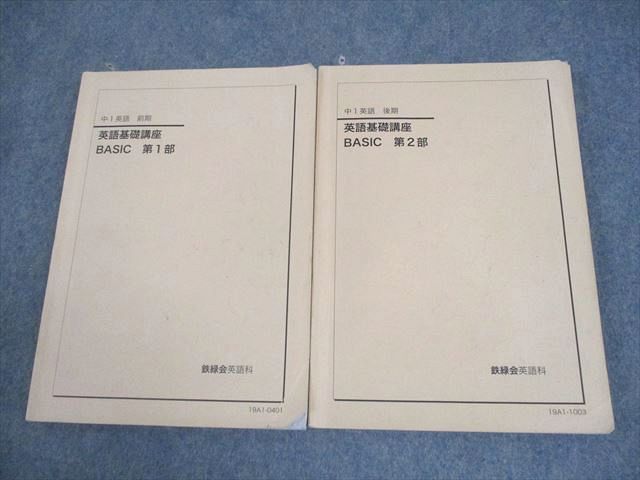 中1英語 前期
英語基礎講座
BASIC 第1部
鉄緑会英語科
19A1-0401
中1英語 後期
英語基礎講座
BASIC 第2部
鉄緑会英語科
19A1-1003